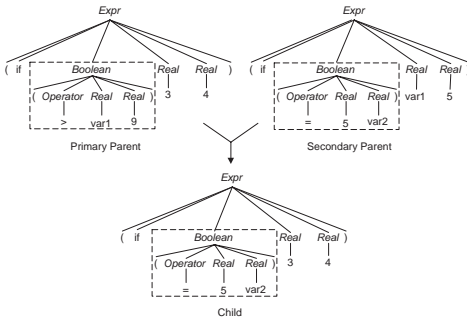 Expr Expr
( if Boolean Real Real ) ( if Boolean Real Real )
( Operator Real Real ) 3 4 ( Operator Real Real ) var1 5
> var1 9 = 5 var2
Primary Parent Secondary Parent
Expr
( if Boolean Real Real )
( Operator Real Real ) 3 4
= 5 var2
Child